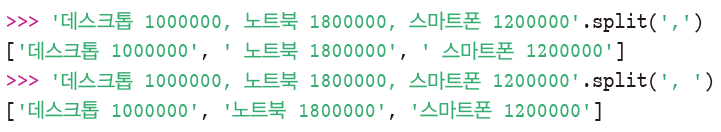 >>> '데스크톱 1000000, 노트북 1800000, 스마트폰 1200000'.split(',')
['데스크톱 1000000', ' 노트북 1800000', ' 스마트폰 1200000']
>>> '데스크톱 1000000, 노트북 1800000, 스마트폰 1200000'.split(', ')
['데스크톱 1000000', '노트북 1800000', '스마트폰 1200000']